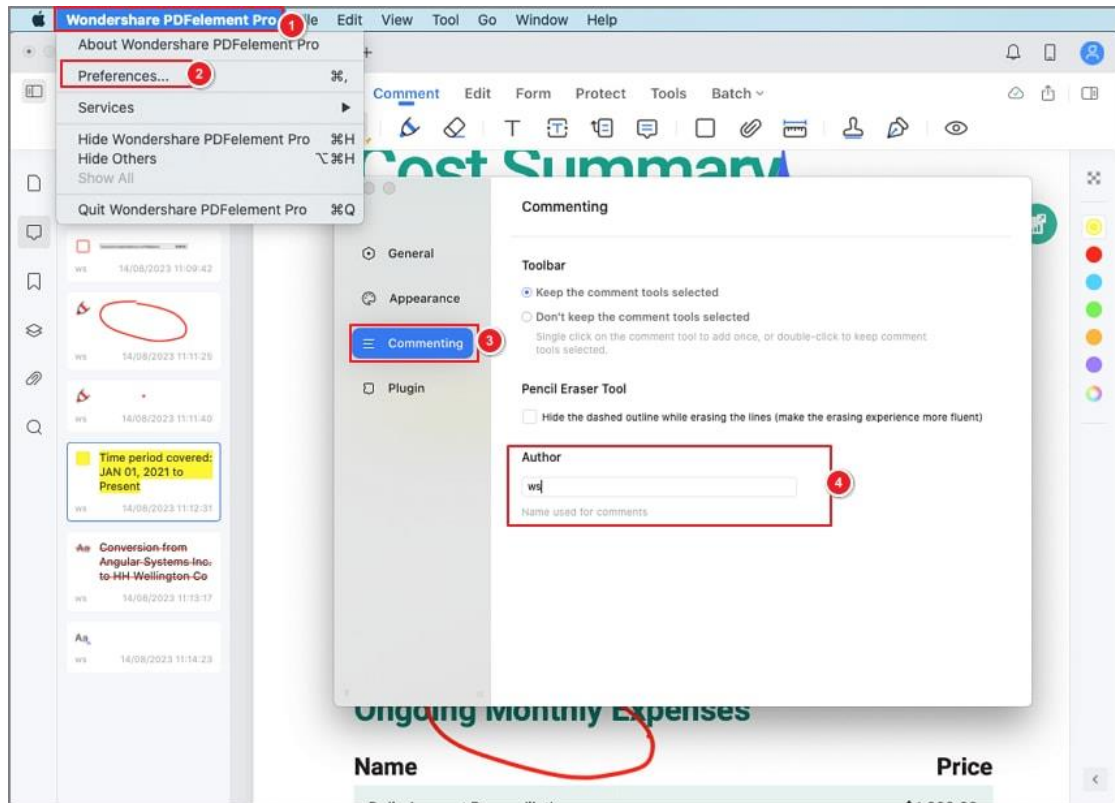 Wondershare PDFelement Pro
1
Edit View Tool Go Window Help
About Wondershare PDFelement Pro
Preferences... 2 ⌘,
Services
Hide Wondershare PDFelement Pro ⌘H
Hide Others ⌥⌘H
Show All
Quit Wondershare PDFelement Pro ⌘Q
Comment Edit Form Protect Tools Batch
Cost Summary
ws 14/08/2023 11:09:42
ws 14/08/2023 11:11:25
ws 14/08/2023 11:11:40
Time period covered:
JAN 01, 2021 to
Present
ws 14/08/2023 11:12:31
Aa Conversion from
Angular Systems Inc.
to HH Wellington Co
ws 14/08/2023 11:13:17
Aa
ws 14/08/2023 11:14:23
General
Appearance
Commenting 3
Plugin
Commenting
Toolbar
Keep the comment tools selected
Don't keep the comment tools selected
Single click on the comment tool to add once, or double-click to keep comment
tools selected.
Pencil Eraser Tool
Hide the dashed outline while erasing the lines (make the erasing experience more fluent)
Author
ws
4
Name used for comments
Ongoing Monthly Expenses
Name Price